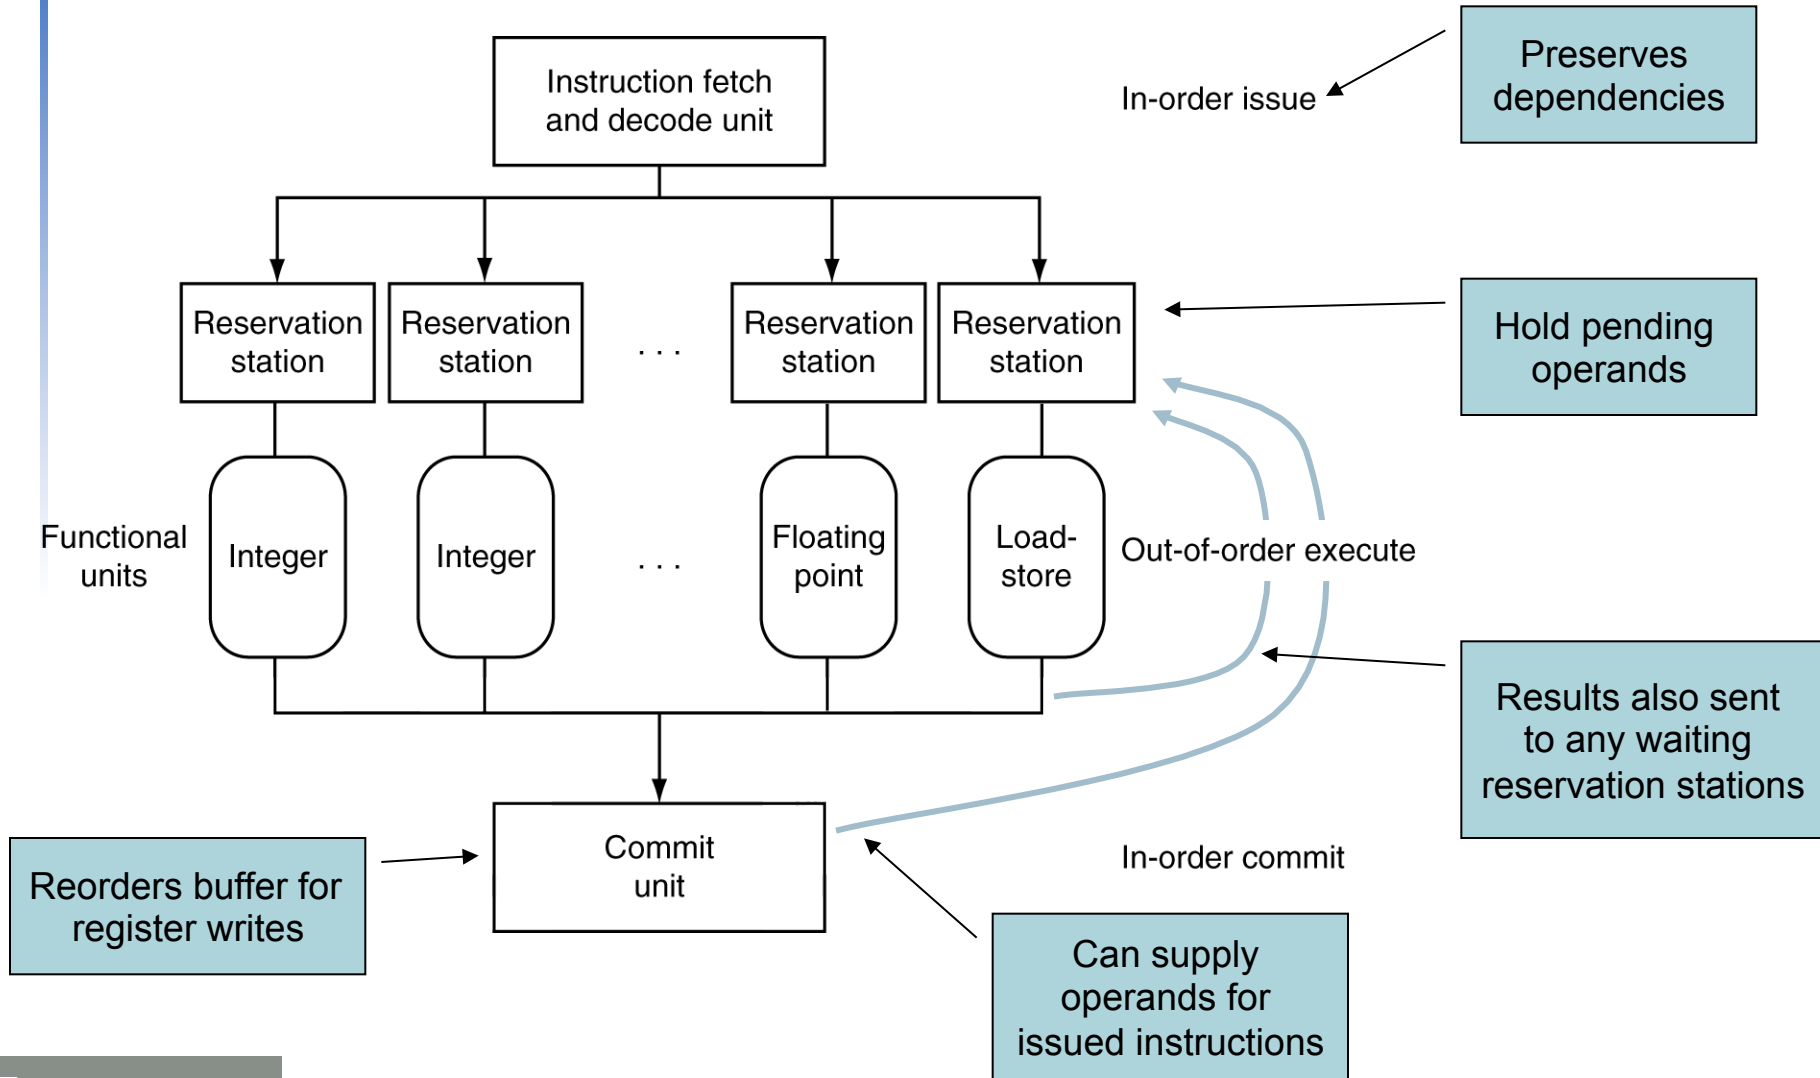 Preserves
dependencies
Instruction fetch
and decode unit
In-order issue
Reservation
station
Reservation
station
. . .
Reservation
station
Reservation
station
Hold pending
operands
Functional
units
Integer
Integer
. . .
Floating
point
Load-
store
Out-of-order execute
Results also sent
to any waiting
reservation stations
Commit
unit
In-order commit
Reorders buffer for
register writes
Can supply
operands for
issued instructions